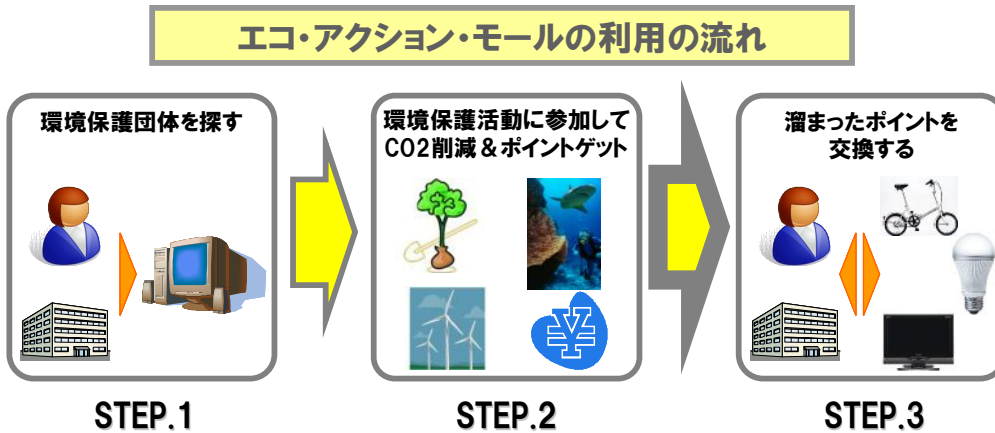 エコ・アクション・モールの利用の流れ
環境保護団体を探す
環境保護活動に参加して
CO2削減＆ポイントゲット
溜まったポイントを
交換する
¥
STEP.1
STEP.2
STEP.3